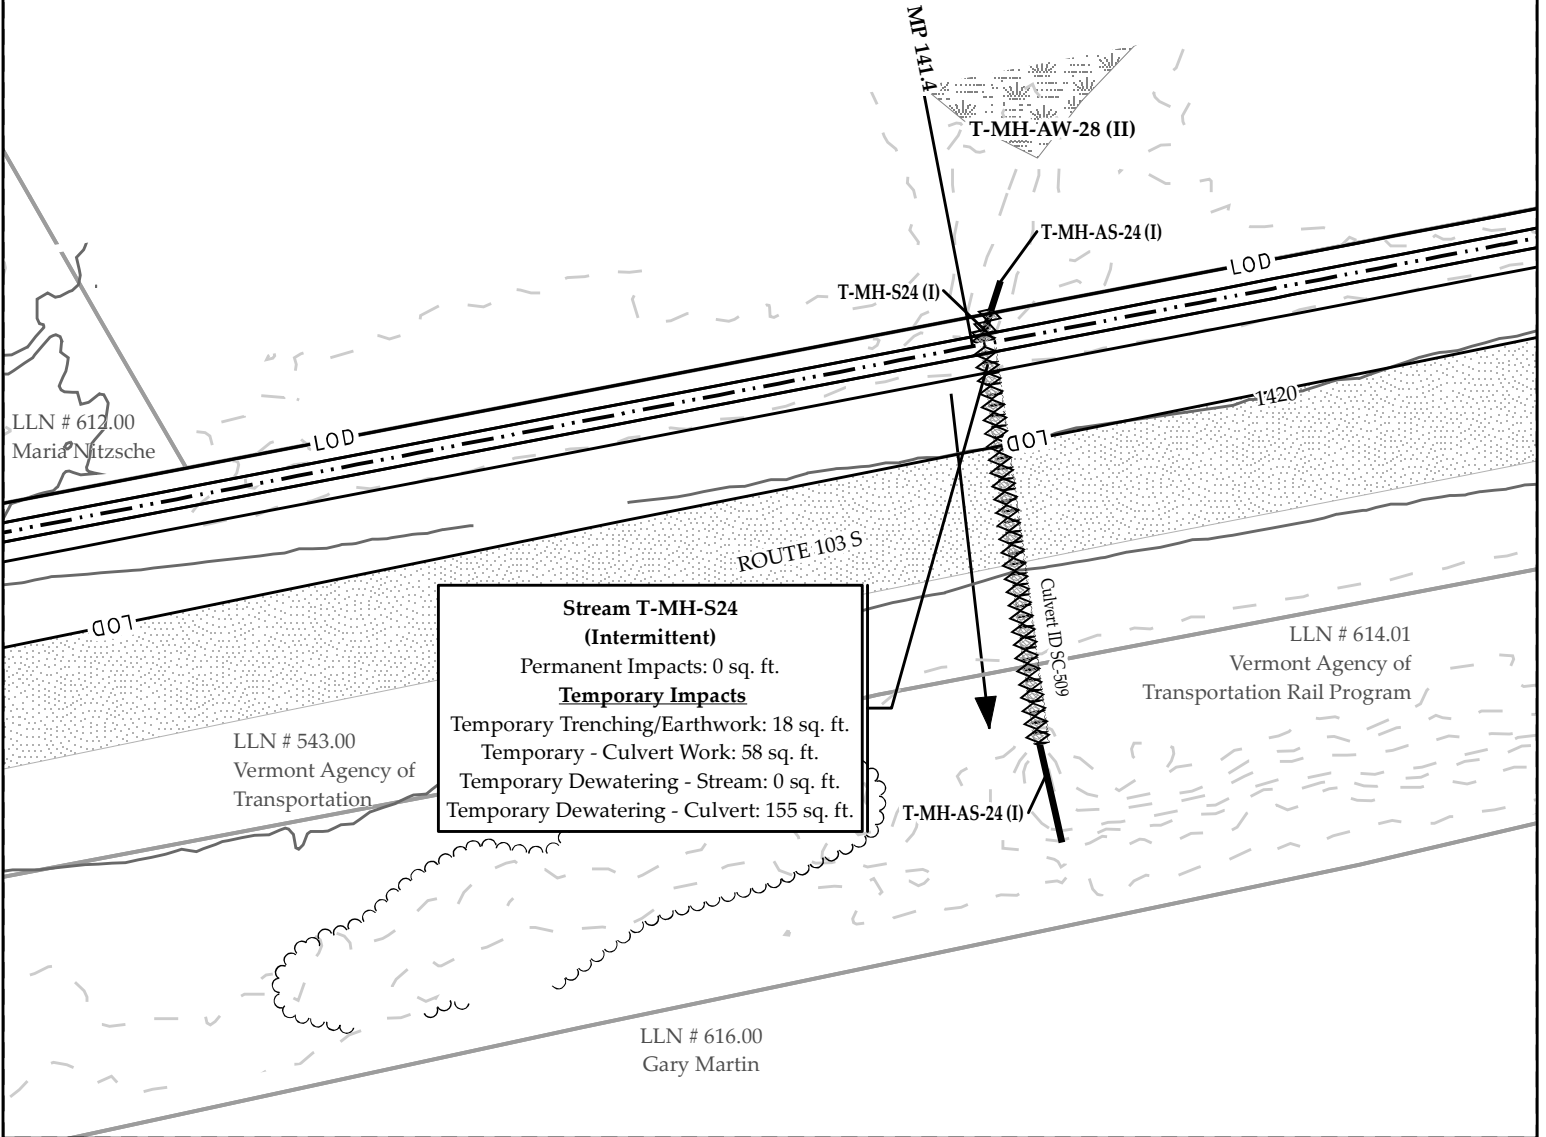 MP 141.4
T-MH-AW-28 (II)
T-MH-AS-24 (I)
T-MH-S24 (I)
LOD
LOD
1420
LOD
LLN # 612.00
Maria Nitzsche
ROUTE 103 S
LOD
Culvert ID SC-509
Stream T-MH-S24
(Intermittent)
Permanent Impacts: 0 sq. ft.
Temporary Impacts
Temporary Trenching/Earthwork: 18 sq. ft.
Temporary - Culvert Work: 58 sq. ft.
Temporary Dewatering - Stream: 0 sq. ft.
Temporary Dewatering - Culvert: 155 sq. ft.
LLN # 614.01
Vermont Agency of
Transportation Rail Program
LLN # 543.00
Vermont Agency of
Transportation
T-MH-AS-24 (I)
LLN # 616.00
Gary Martin